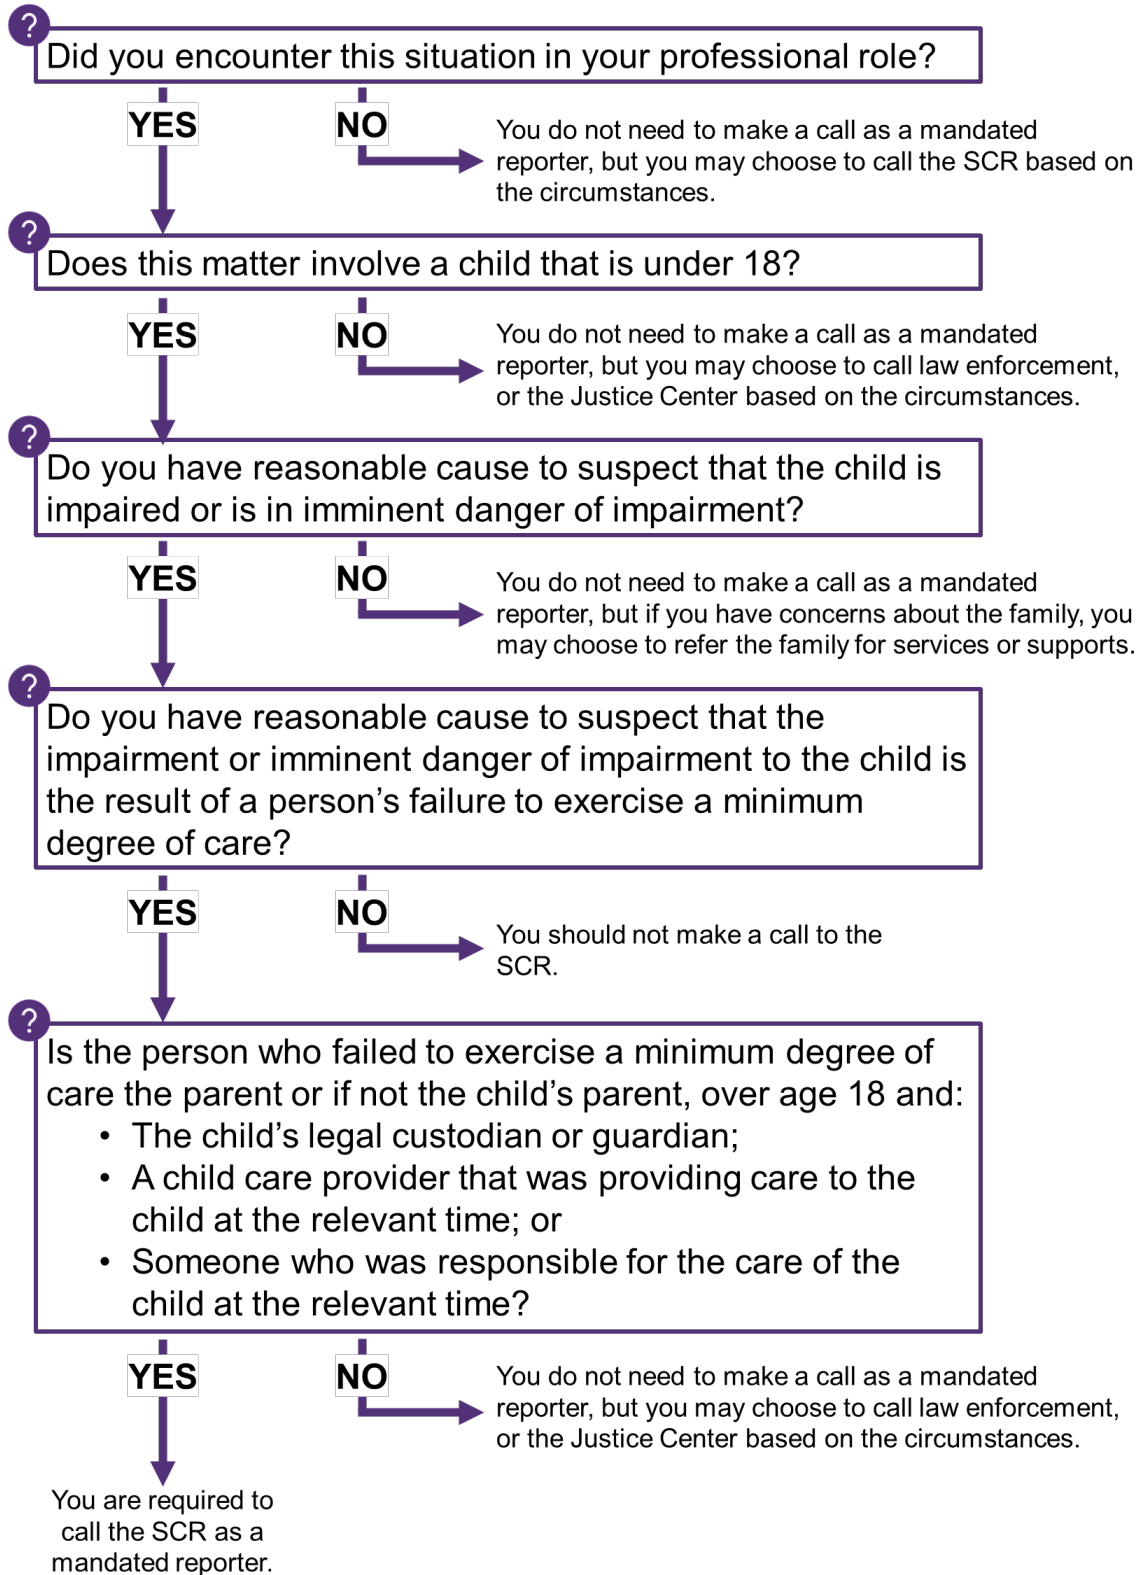 ?
Did you encounter this situation in your professional role?
YES
NO
You do not need to make a call as a mandated
reporter, but you may choose to call the SCR based on
the circumstances.
?
Does this matter involve a child that is under 18?
YES
NO
You do not need to make a call as a mandated
reporter, but you may choose to call law enforcement,
or the Justice Center based on the circumstances.
?
Do you have reasonable cause to suspect that the child is
impaired or is in imminent danger of impairment?
YES
NO
You do not need to make a call as a mandated
reporter, but if you have concerns about the family, you
may choose to refer the family for services or supports.
?
Do you have reasonable cause to suspect that the
impairment or imminent danger of impairment to the child is
the result of a person’s failure to exercise a minimum
degree of care?
YES
NO
You should not make a call to the
SCR.
?
Is the person who failed to exercise a minimum degree of
care the parent or if not the child’s parent, over age 18 and:
• The child’s legal custodian or guardian;
• A child care provider that was providing care to the
child at the relevant time; or
• Someone who was responsible for the care of the
child at the relevant time?
YES
NO
You do not need to make a call as a mandated
reporter, but you may choose to call law enforcement,
or the Justice Center based on the circumstances.
You are required to
call the SCR as a
mandated reporter.